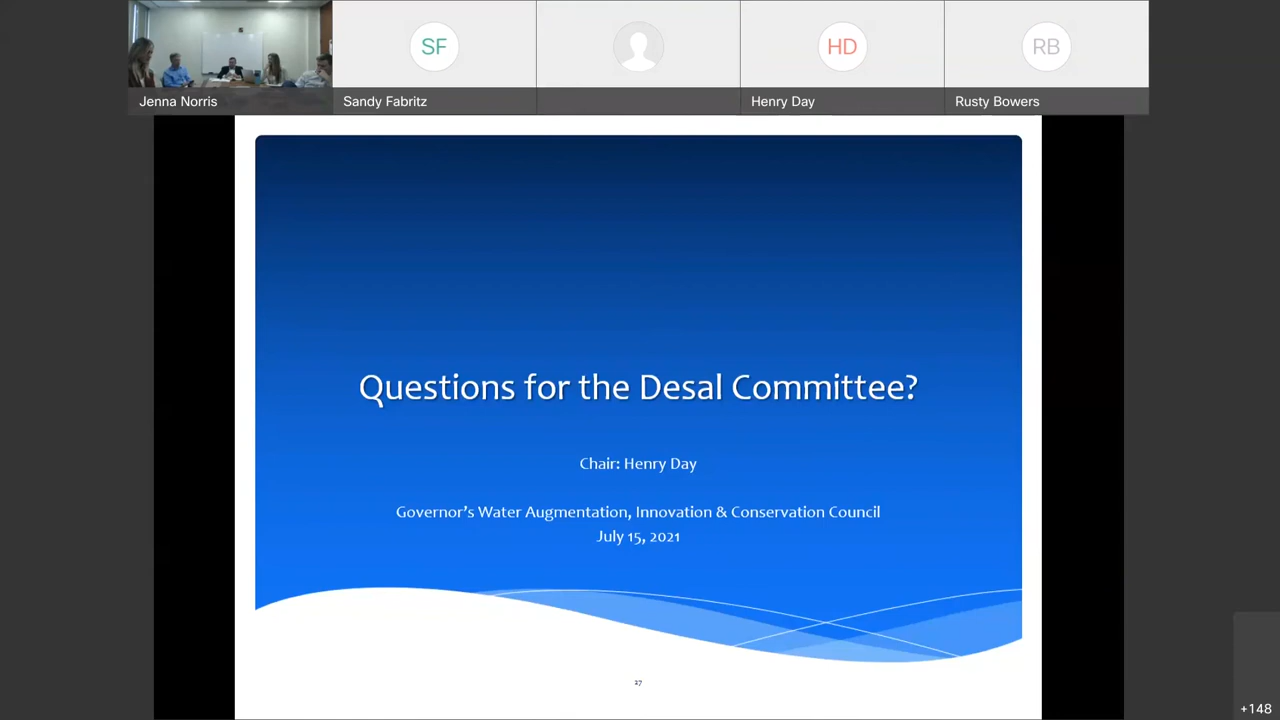 SF
HD
RB
Jenna Norris
Sandy Fabritz
Henry Day
Rusty Bowers
Questions for the Desal Committee?
Chair: Henry Day
Governor's Water Augmentation, Innovation & Conservation Council
July 15, 2021
27
+148